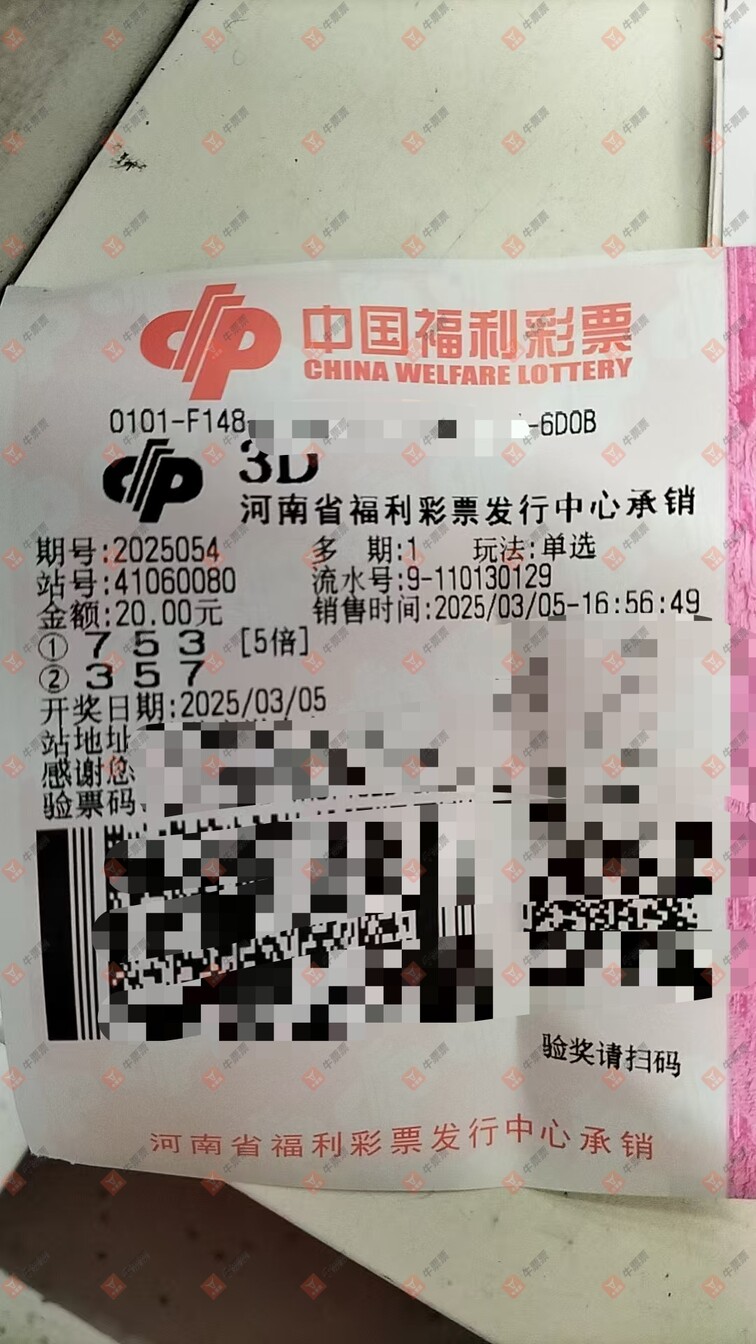 中国福利彩票
CHINA WELFARE LOTTERY
0101-F148
-6D0B
3D
河南省福利彩票发行中心承销
期号:2025054 多 期:1 玩法:单选
站号:41060080 流水号:9-110130129
金额:20.00元 销售时间:2025/03/05-16:56:49
① 7 5 3 [5倍]
② 3 5 7
开奖日期:2025/03/05
站地址
感谢您
验票码
验奖请扫码
河南省福利彩票发行中心承销
牛票票